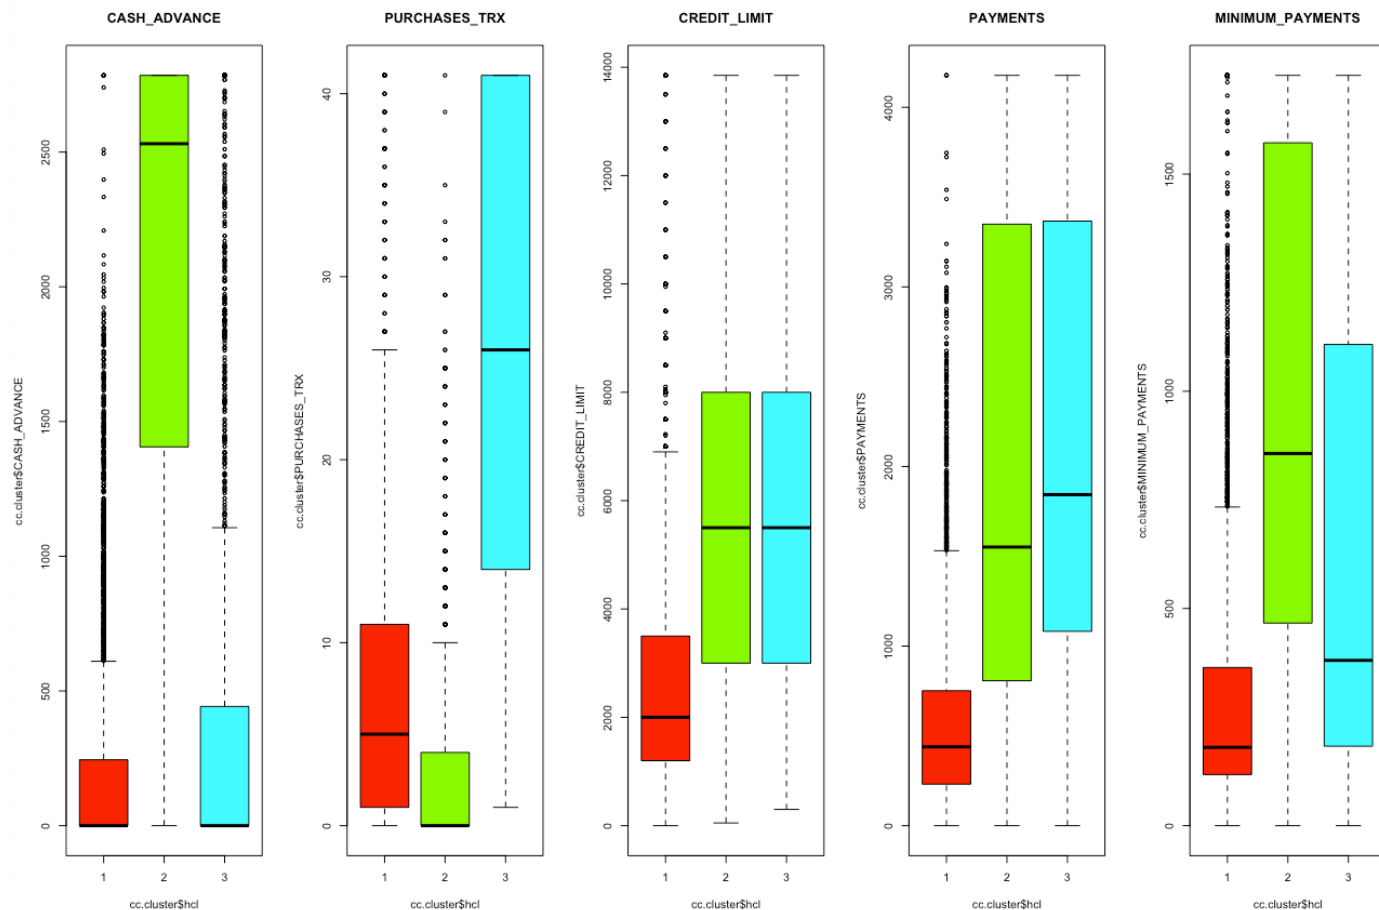 CASH_ADVANCE
cc.cluster$CASH_ADVANCE
0
500
1000
1500
2000
2500
1
2
3
cc.cluster$hcl
PURCHASES_TRX
cc.cluster$PURCHASES_TRX
0
10
20
30
40
1
2
3
cc.cluster$hcl
CREDIT_LIMIT
cc.cluster$CREDIT_LIMIT
0
2000
4000
6000
8000
10000
12000
14000
1
2
3
cc.cluster$hcl
PAYMENTS
cc.cluster$PAYMENTS
0
1000
2000
3000
4000
1
2
3
cc.cluster$hcl
MINIMUM_PAYMENTS
cc.cluster$MINIMUM_PAYMENTS
0
500
1000
1500
1
2
3
cc.cluster$hcl